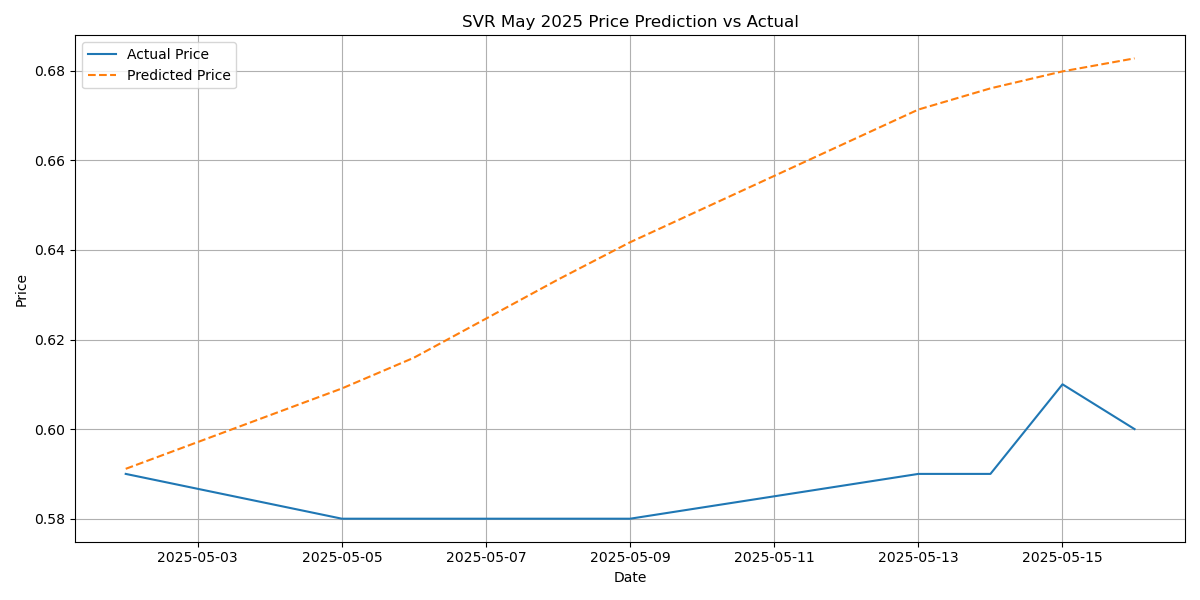 SVR May 2025 Price Prediction vs Actual
Actual Price
Predicted Price
0.68
0.66
0.64
0.62
0.60
0.58
Price
2025-05-03
2025-05-05
2025-05-07
2025-05-09
2025-05-11
2025-05-13
2025-05-15
Date